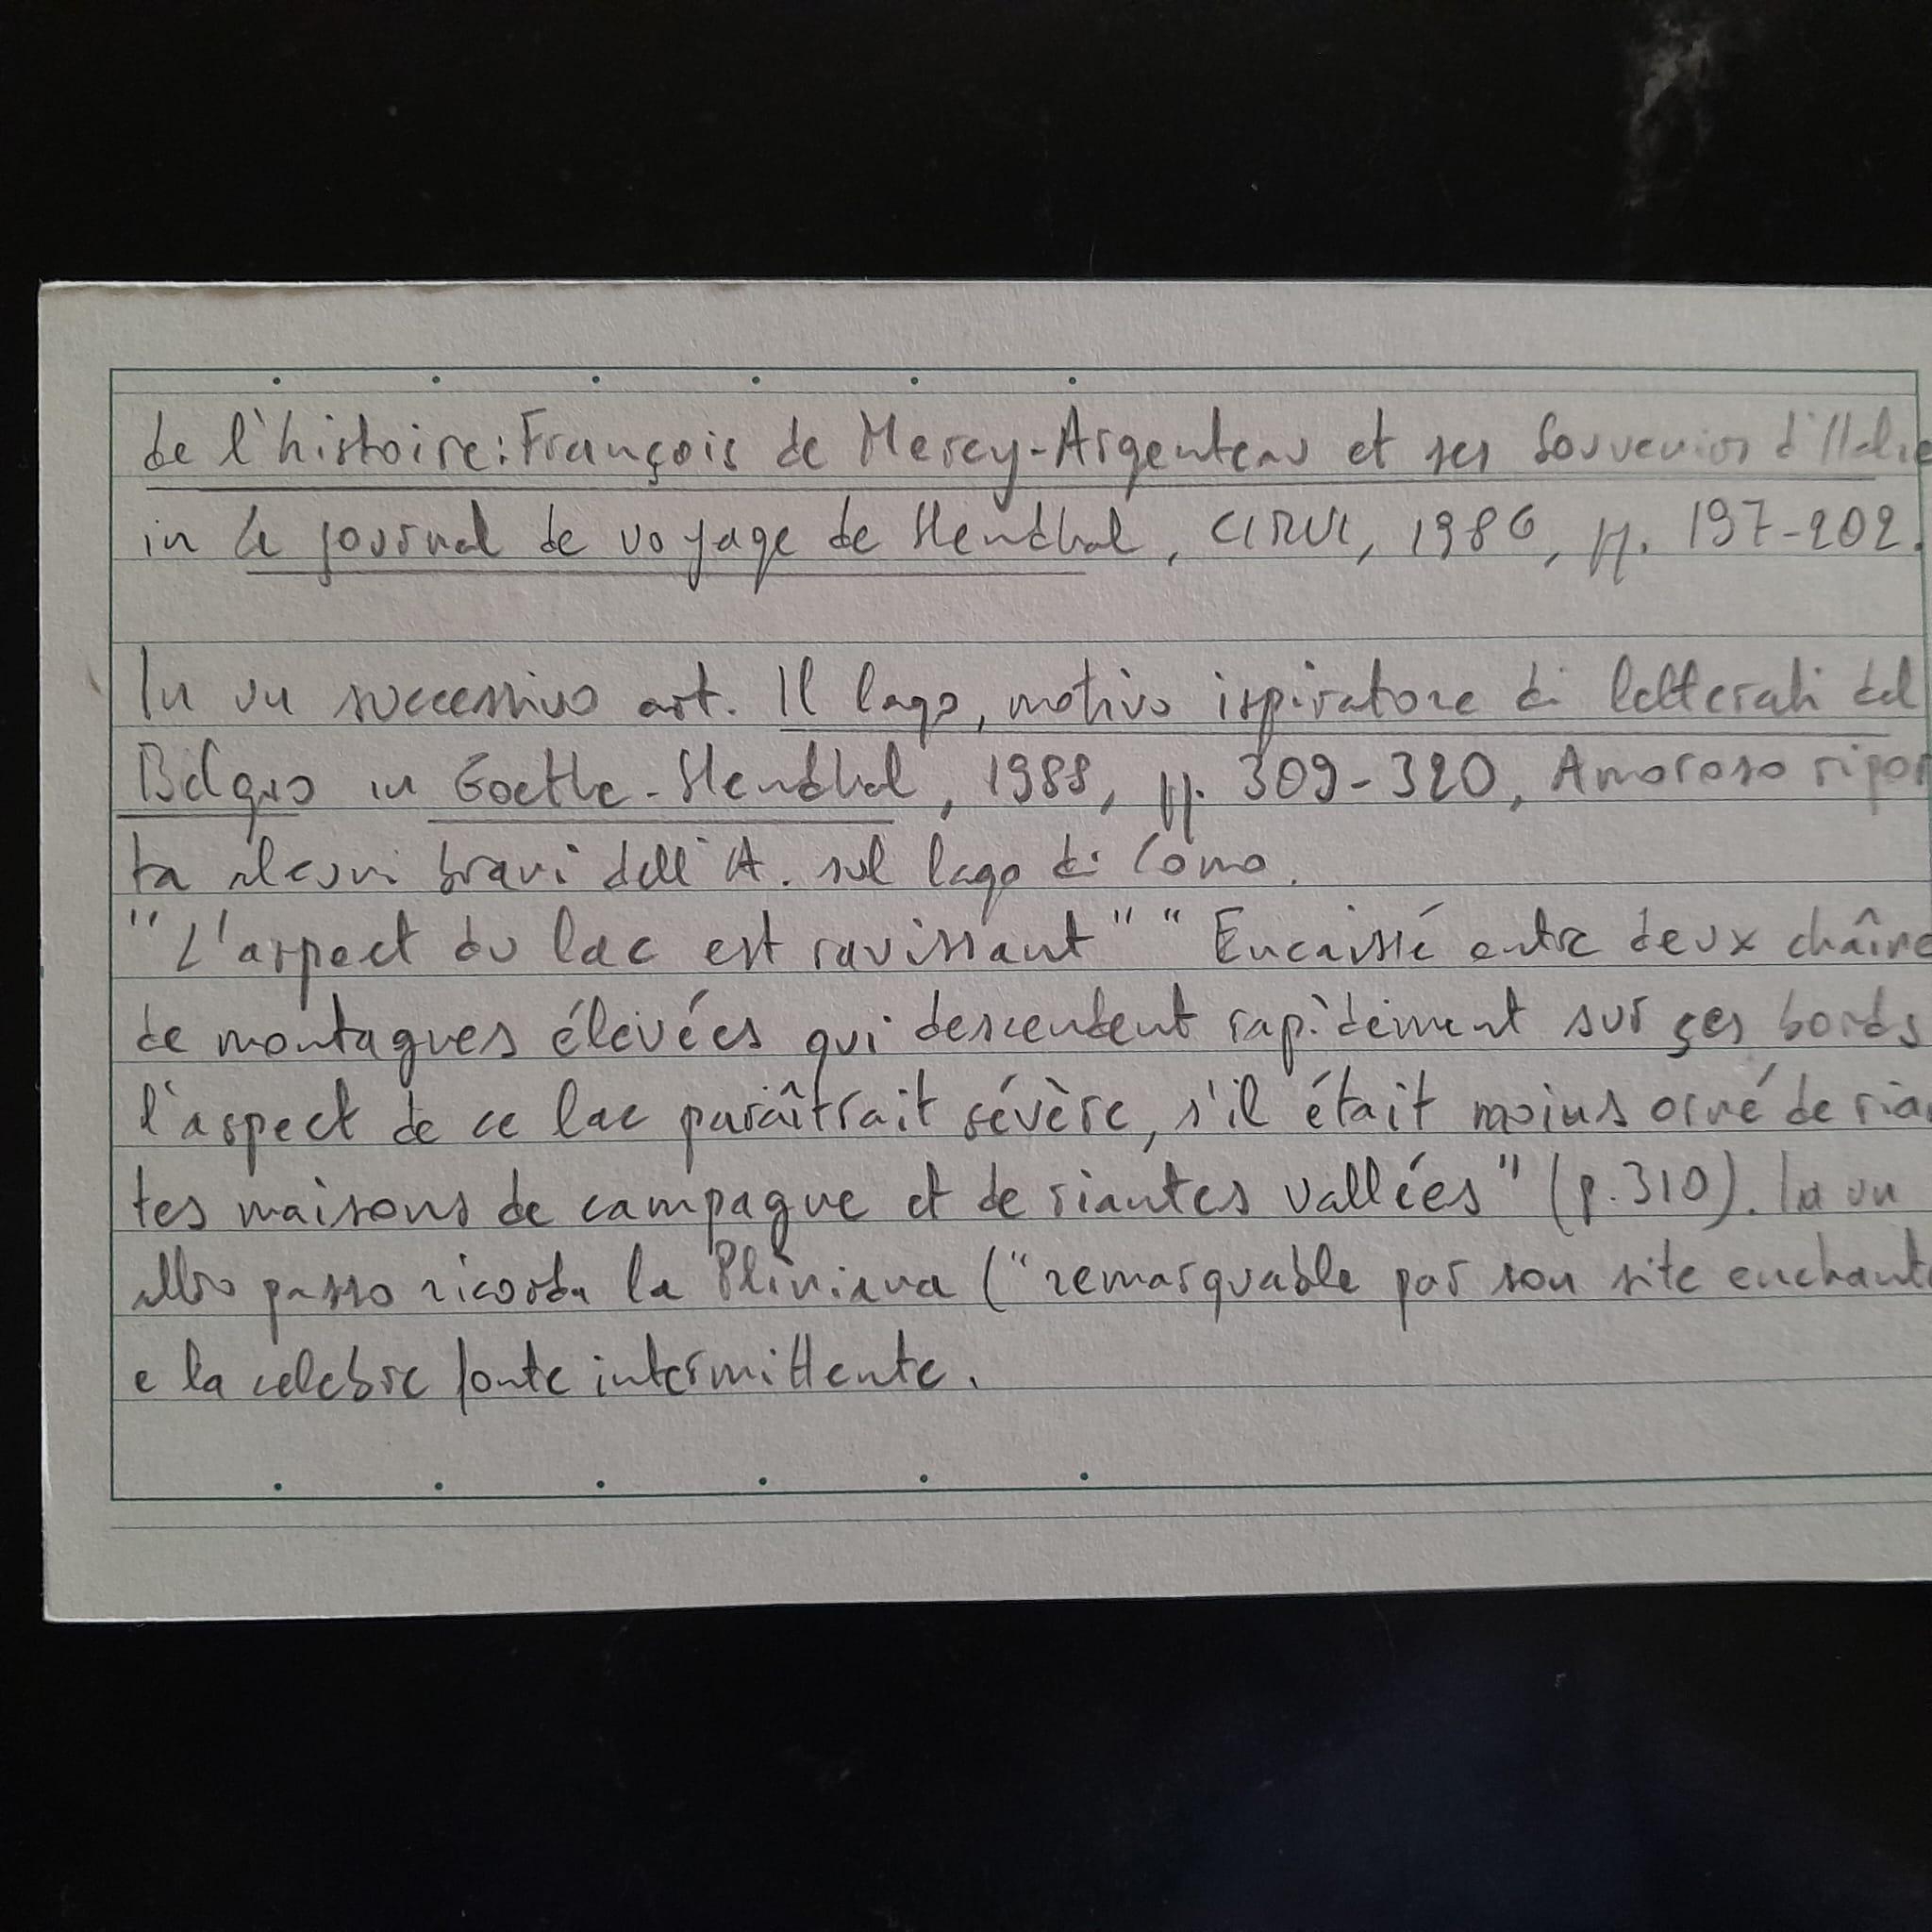 de l'histoire: François de Mercy-Argenteau et ses Souvenirs d'Italie
in Le journal de voyage de Stendhal, CIRVI, 1986, pp. 197-202.
In un successivo art. Il lago, motivo ispiratore di letterati del
Belgio in Goethe-Stendhal, 1988, pp. 309-320, Amoroso ripor
ta alcuni brani dell'A. sul lago di Como.
"L'aspect du lac est ravissant" "Encaissé entre deux chaîne
de montagnes élevées qui descendent rapidement sur ses bords
l'aspect de ce lac paraîtrait sévère, s'il était moins orné de rian
tes maisons de campagne et de riantes vallées" (p. 310). In un
altro passo ricorda la Pliniana ("remarquable par son site enchant
e la celebre fonte intermittente.